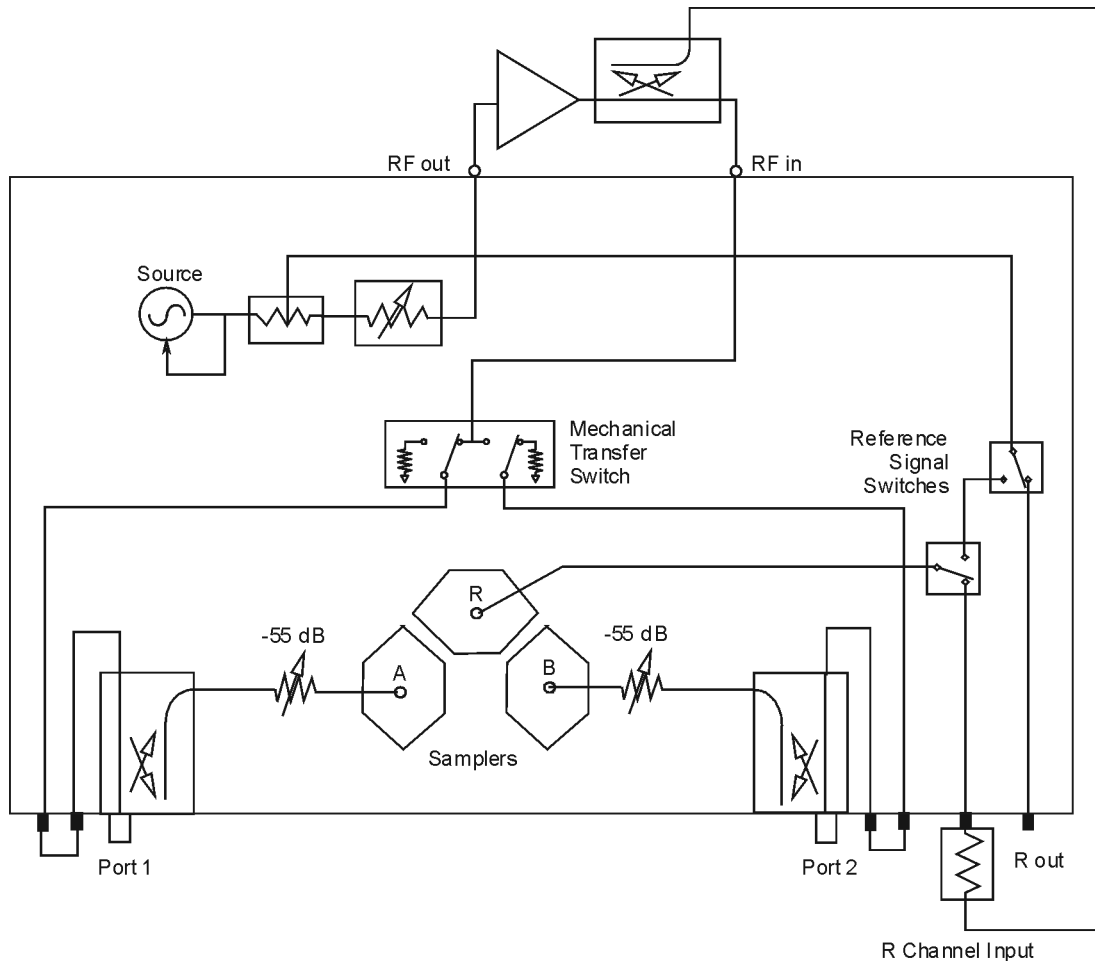 RF out
RF in
Source
Mechanical
Transfer
Switch
Reference
Signal
Switches
R
-55 dB
-55 dB
A
B
Samplers
Port 1
Port 2
R out
R Channel Input